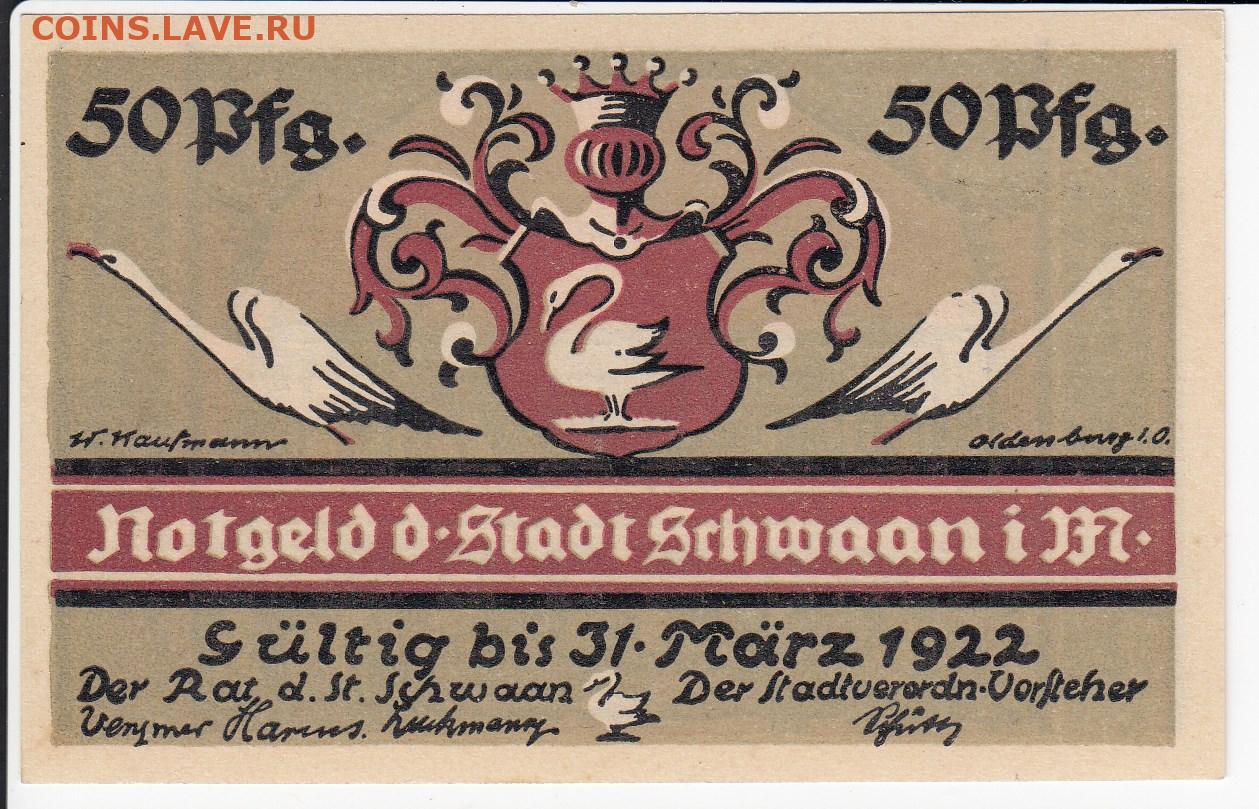 COINS.LAVE.RU
50 Pfg. 50 Pfg.
W. Kaufmann Oldenburg i. O.
Notgeld d. Stadt Schwaan i M.
Gültig bis 31. März 1922
Der Rat d. St. Schwaan Der Stadtverordn.-Vorsteher